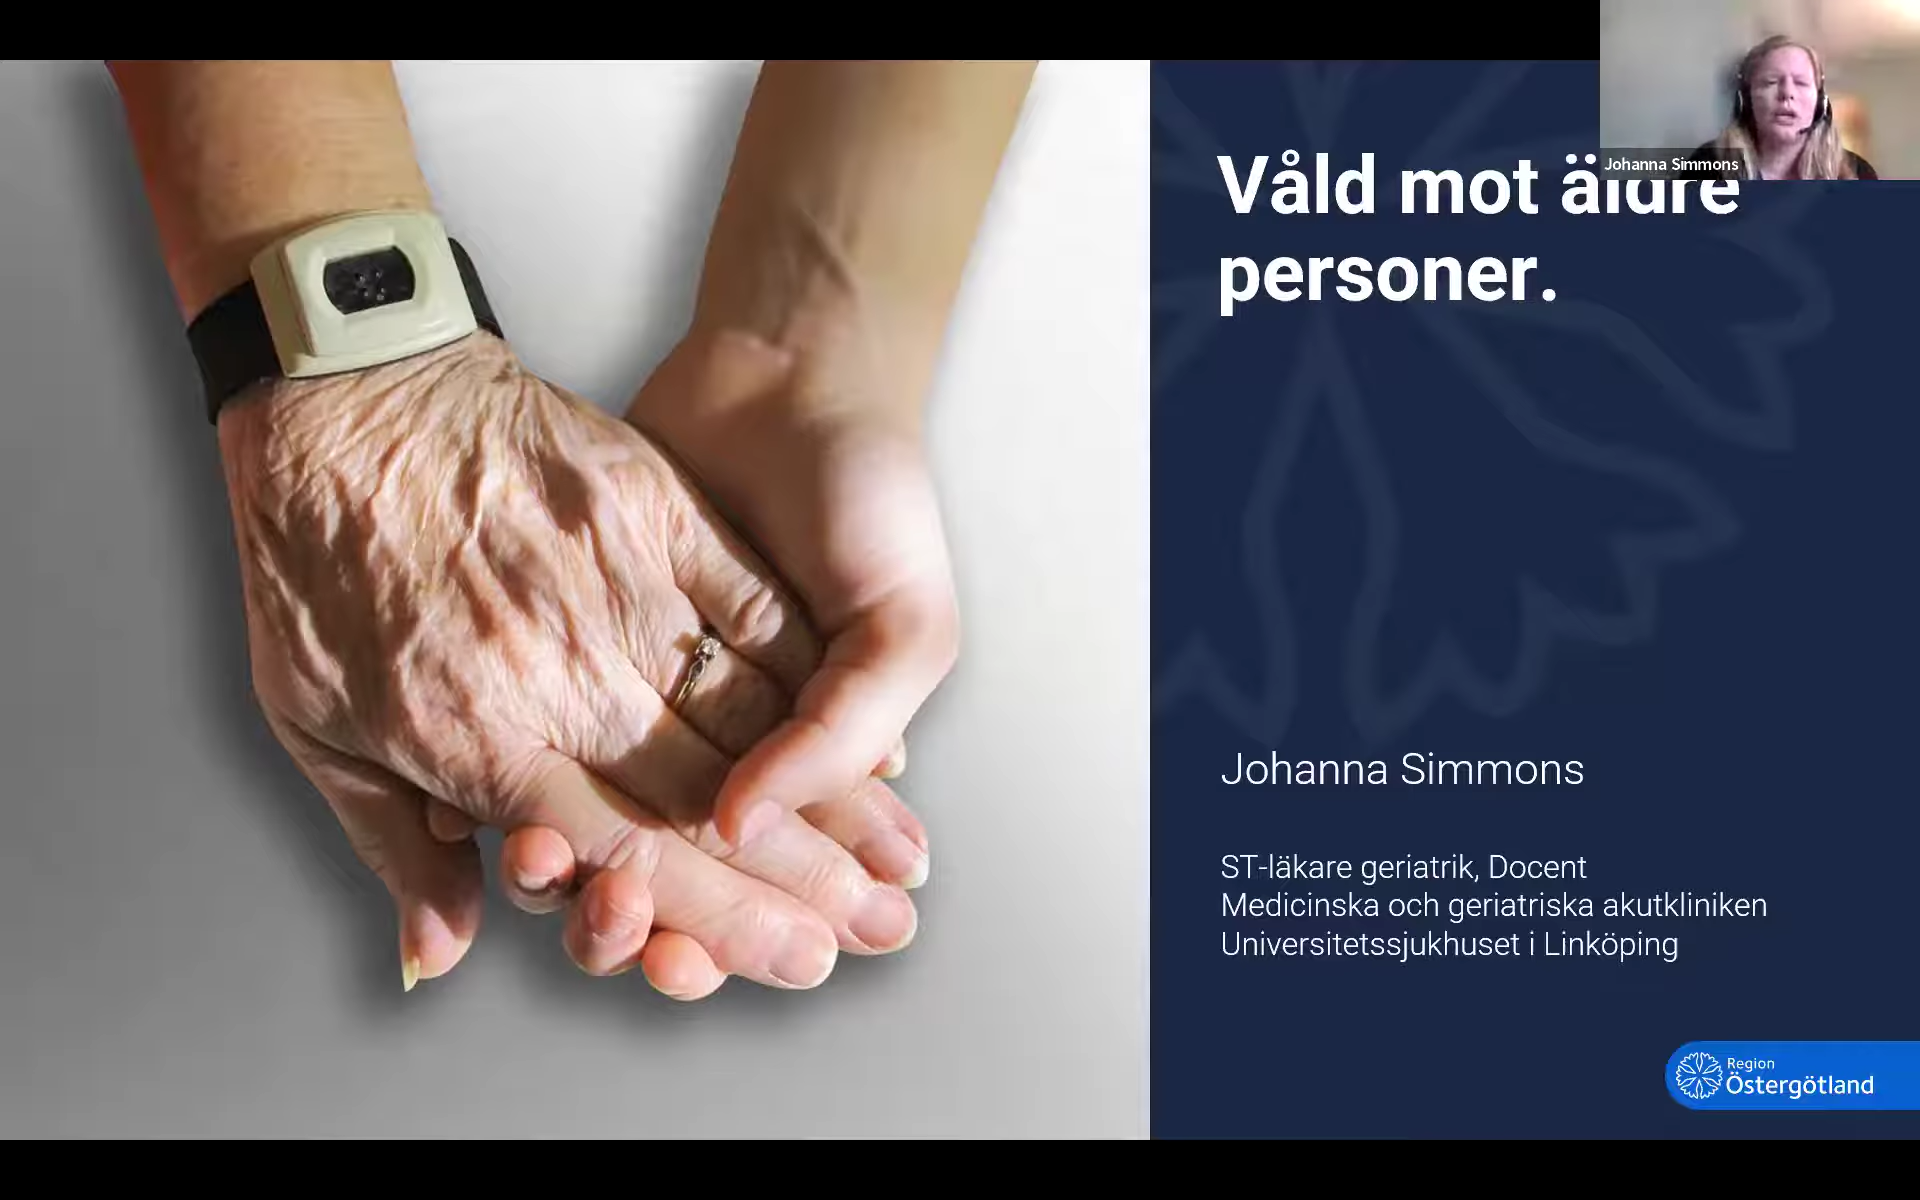 Johanna Simmons
Våld mot äldre
personer.
Johanna Simmons
ST-läkare geriatrik, Docent
Medicinska och geriatriska akutkliniken
Universitetssjukhuset i Linköping
Region
Östergötland